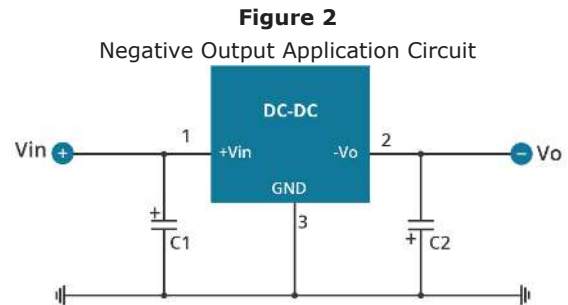 Figure 2
Negative Output Application Circuit
DC-DC
Vin + 1 +Vin -Vo 2 − Vo
GND
3
+ C1
+ C2